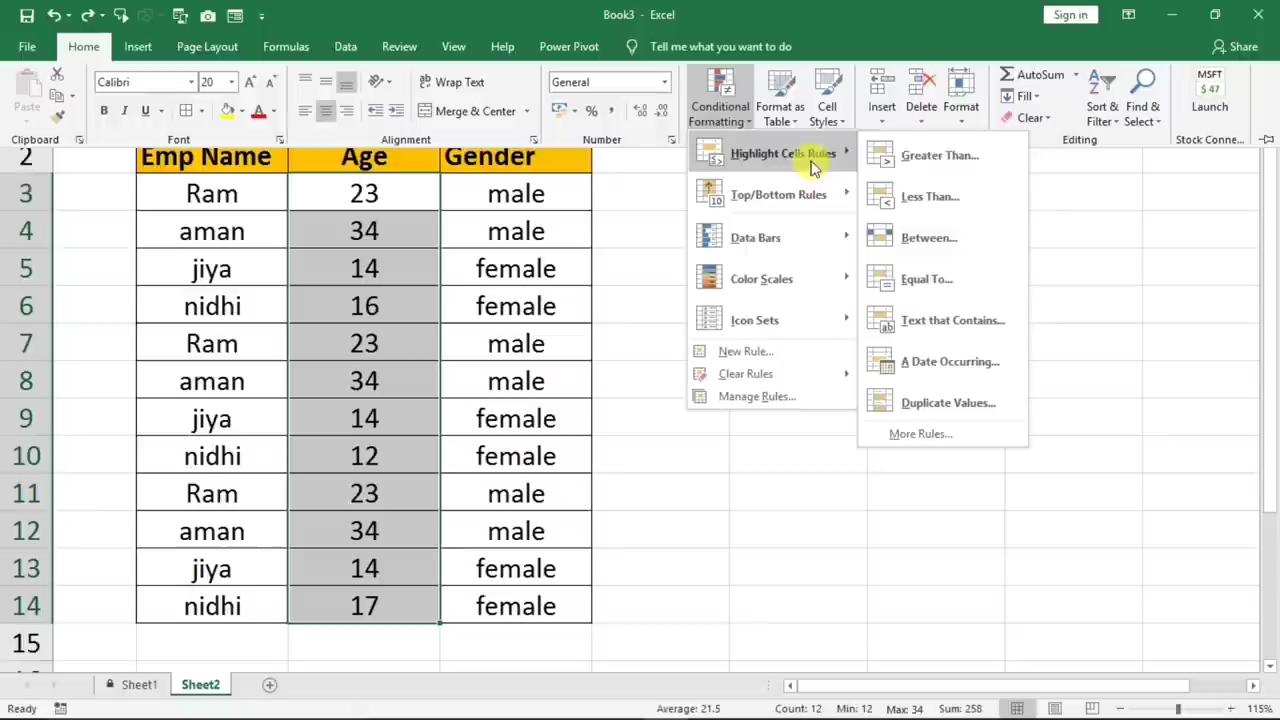 Book3 - Excel
Sign in
File Home Insert Page Layout Formulas Data Review View Help Power Pivot Tell me what you want to do Share
Paste
Calibri 20 A A
B I U A
Wrap Text
Merge & Center
General
% ,
Conditional Formatting
Format as Table
Cell Styles
Insert
Delete
Format
AutoSum
Fill
Clear
Sort & Filter
Find & Select
MSFT
$ 47
Launch
Clipboard Font Alignment Number Editing Stock Conne...
Highlight Cells Rules
Top/Bottom Rules
10
Data Bars
Color Scales
Icon Sets
New Rule...
Clear Rules
Manage Rules...
Greater Than...
Less Than...
Between...
Equal To...
Text that Contains...
ab
A Date Occurring...
Duplicate Values...
More Rules...
2 Emp Name Age Gender
3 Ram 23 male
4 aman 34 male
5 jiya 14 female
6 nidhi 16 female
7 Ram 23 male
8 aman 34 male
9 jiya 14 female
10 nidhi 12 female
11 Ram 23 male
12 aman 34 male
13 jiya 14 female
14 nidhi 17 female
15
Sheet1 Sheet2
Ready Average: 21.5 Count: 12 Min: 12 Max: 34 Sum: 258 115%